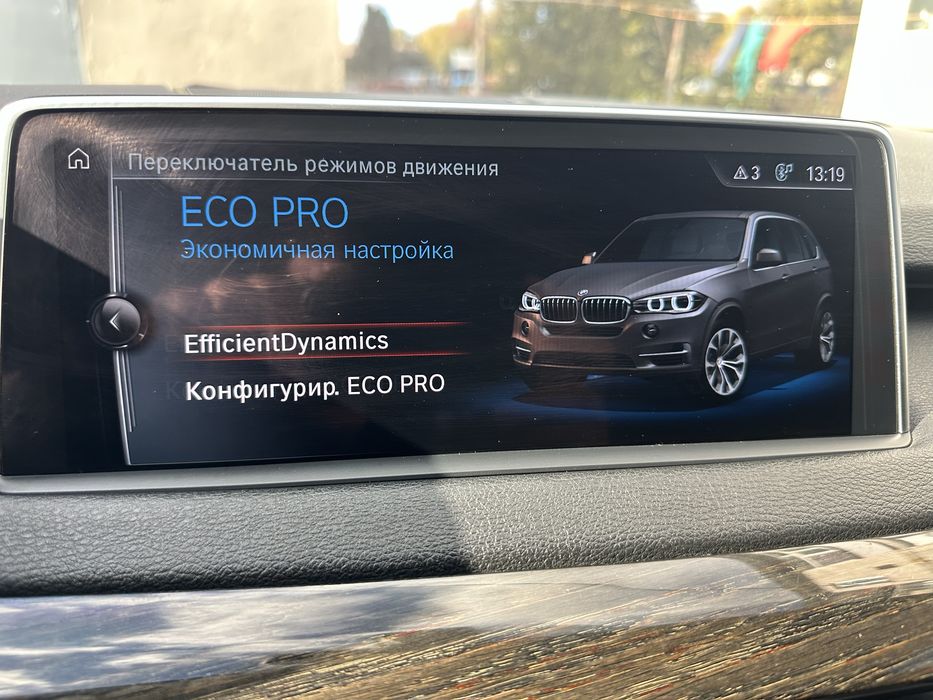 Переключатель режимов движения
3 13:19
ECO PRO
Экономичная настройка
EfficientDynamics
Конфигурир. ECO PRO